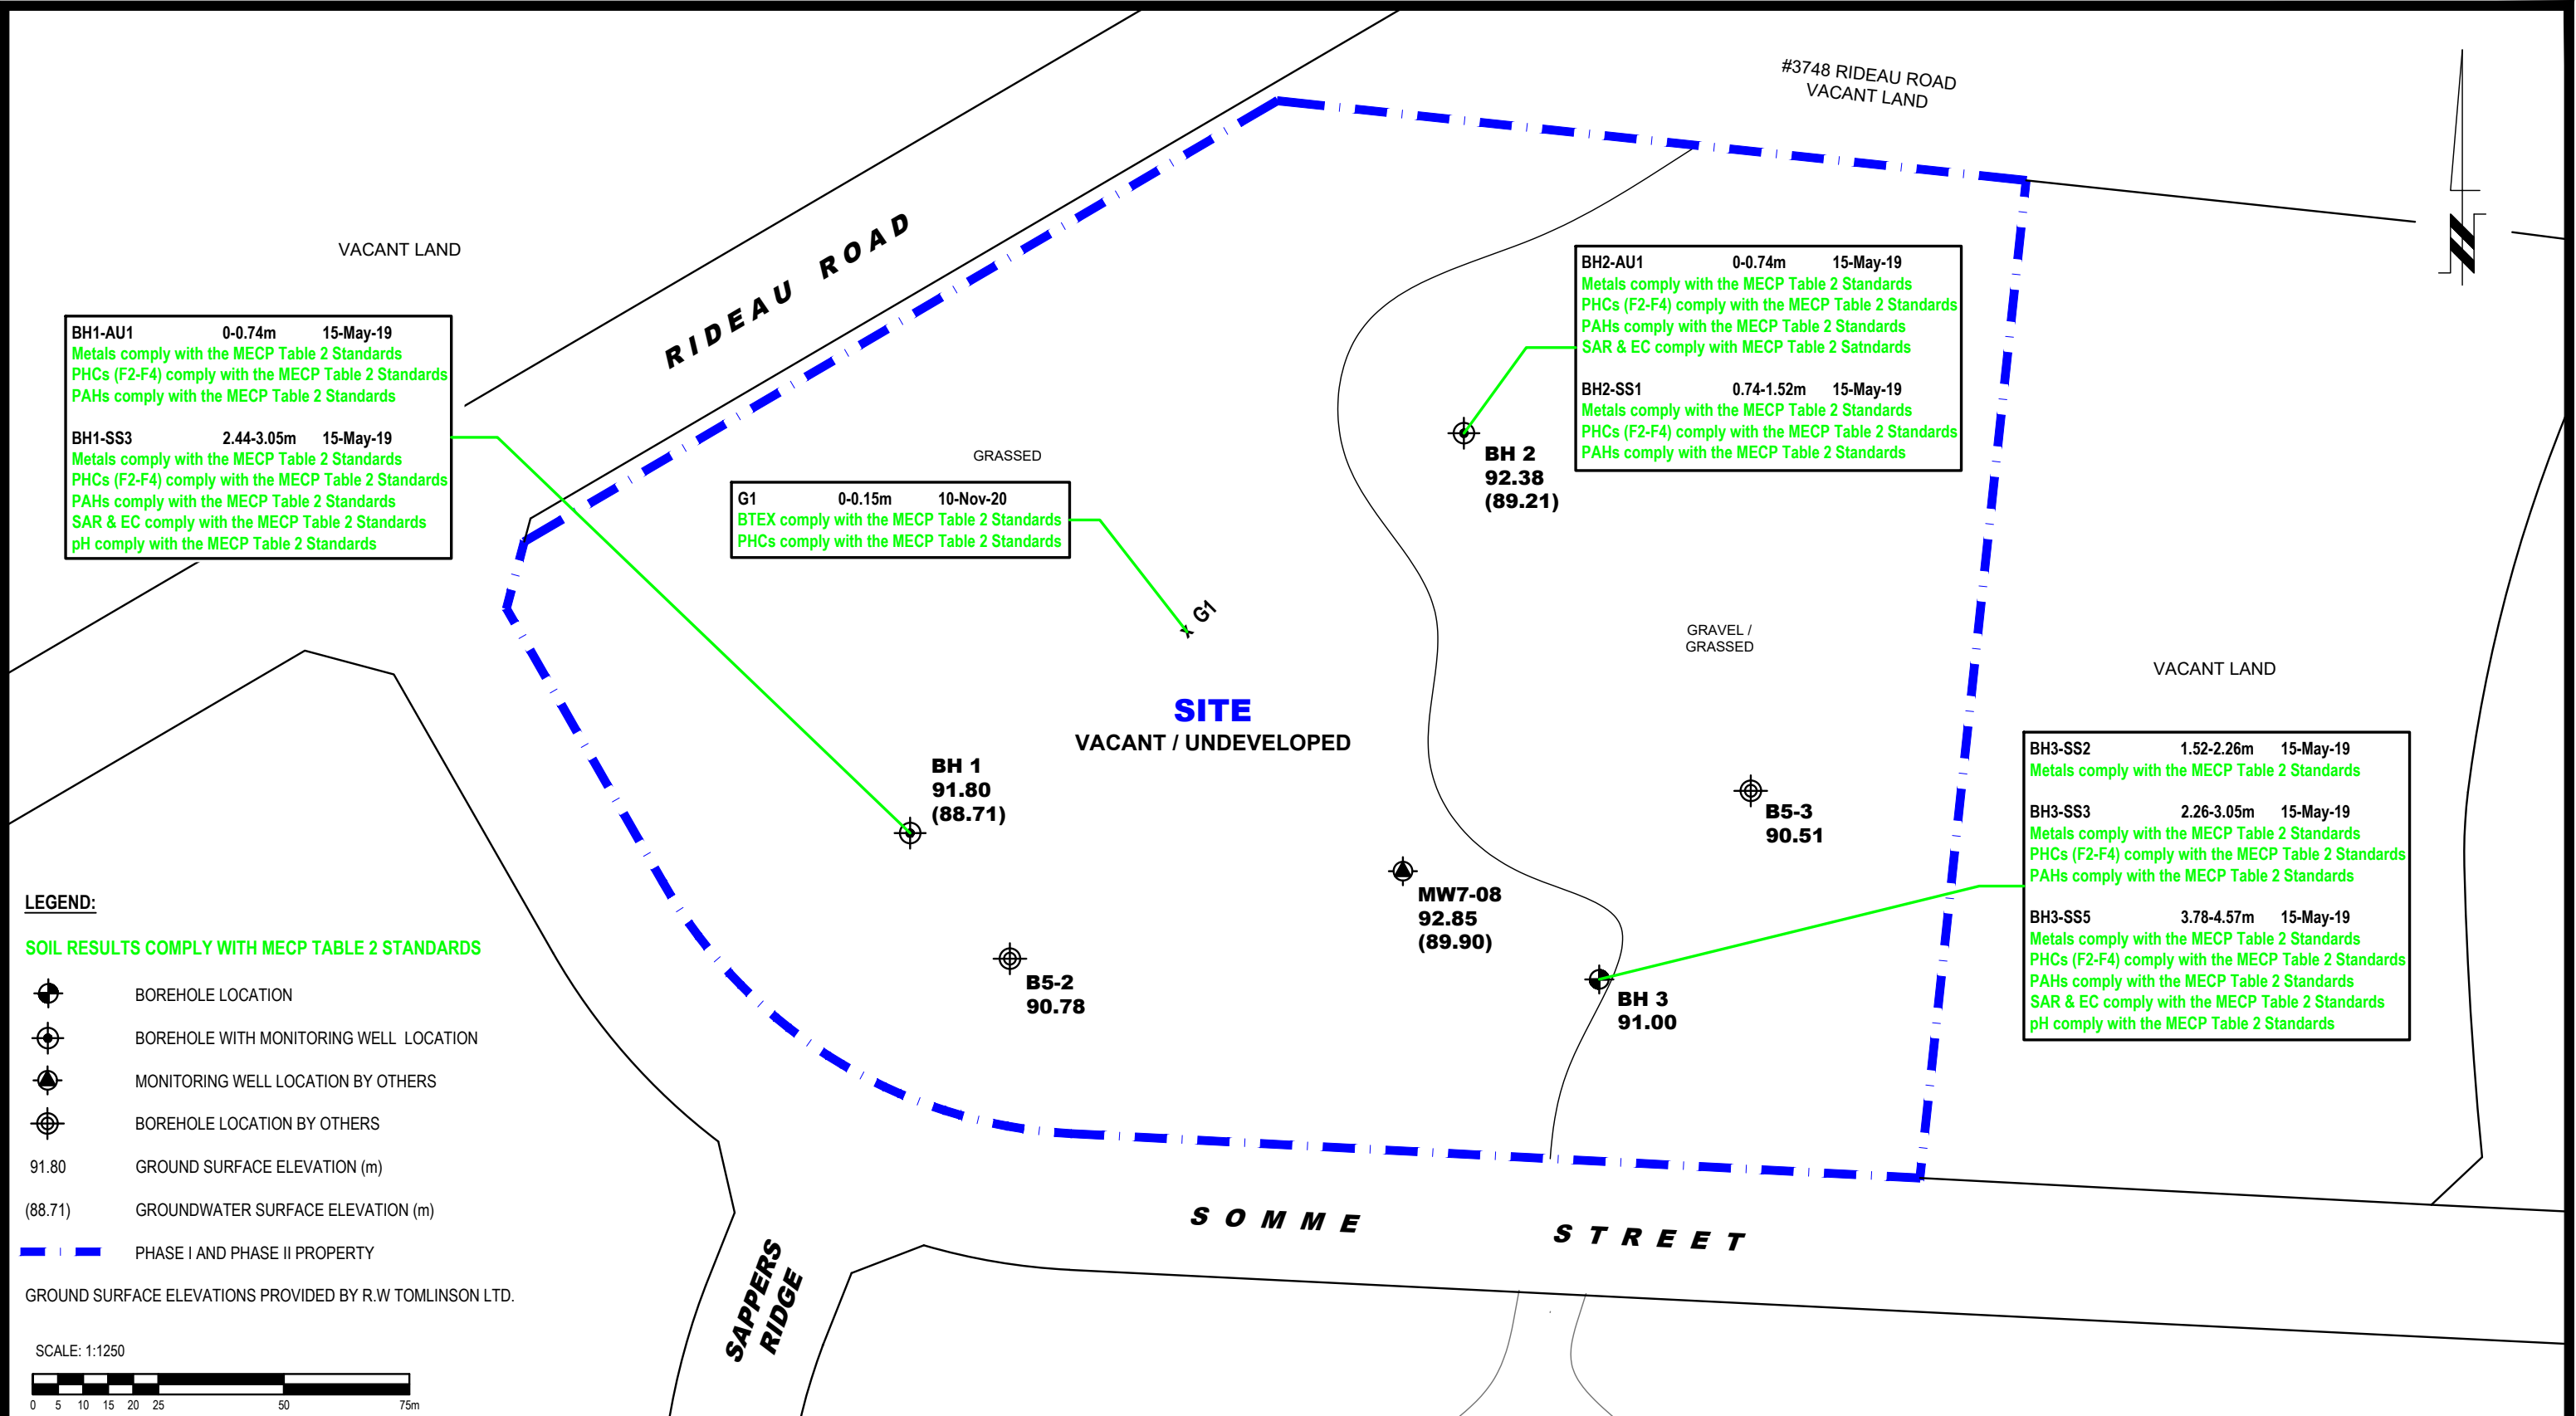 #3748 RIDEAU ROAD
VACANT LAND
VACANT LAND
RIDEAU ROAD
BH1-AU1 0-0.74m 15-May-19
Metals comply with the MECP Table 2 Standards
PHCs (F2-F4) comply with the MECP Table 2 Standards
PAHs comply with the MECP Table 2 Standards
BH1-SS3 2.44-3.05m 15-May-19
Metals comply with the MECP Table 2 Standards
PHCs (F2-F4) comply with the MECP Table 2 Standards
PAHs comply with the MECP Table 2 Standards
SAR & EC comply with the MECP Table 2 Standards
pH comply with the MECP Table 2 Standards
BH2-AU1 0-0.74m 15-May-19
Metals comply with the MECP Table 2 Standards
PHCs (F2-F4) comply with the MECP Table 2 Standards
PAHs comply with the MECP Table 2 Standards
SAR & EC comply with MECP Table 2 Satndards
BH2-SS1 0.74-1.52m 15-May-19
Metals comply with the MECP Table 2 Standards
PHCs (F2-F4) comply with the MECP Table 2 Standards
PAHs comply with the MECP Table 2 Standards
GRASSED
G1 0-0.15m 10-Nov-20
BTEX comply with the MECP Table 2 Standards
PHCs comply with the MECP Table 2 Standards
BH 2
92.38
(89.21)
G1
GRAVEL /
GRASSED
VACANT LAND
SITE
VACANT / UNDEVELOPED
BH 1
91.80
(88.71)
B5-3
90.51
BH3-SS2 1.52-2.26m 15-May-19
Metals comply with the MECP Table 2 Standards
BH3-SS3 2.26-3.05m 15-May-19
Metals comply with the MECP Table 2 Standards
PHCs (F2-F4) comply with the MECP Table 2 Standards
PAHs comply with the MECP Table 2 Standards
BH3-SS5 3.78-4.57m 15-May-19
Metals comply with the MECP Table 2 Standards
PHCs (F2-F4) comply with the MECP Table 2 Standards
PAHs comply with the MECP Table 2 Standards
SAR & EC comply with the MECP Table 2 Standards
pH comply with the MECP Table 2 Standards
MW7-08
92.85
(89.90)
B5-2
90.78
BH 3
91.00
SOMME STREET
SAPPERS
RIDGE
LEGEND:
SOIL RESULTS COMPLY WITH MECP TABLE 2 STANDARDS
BOREHOLE LOCATION
BOREHOLE WITH MONITORING WELL LOCATION
MONITORING WELL LOCATION BY OTHERS
BOREHOLE LOCATION BY OTHERS
91.80 GROUND SURFACE ELEVATION (m)
(88.71) GROUNDWATER SURFACE ELEVATION (m)
PHASE I AND PHASE II PROPERTY
GROUND SURFACE ELEVATIONS PROVIDED BY R.W TOMLINSON LTD.
SCALE: 1:1250
0 5 10 15 20 25 50 75m